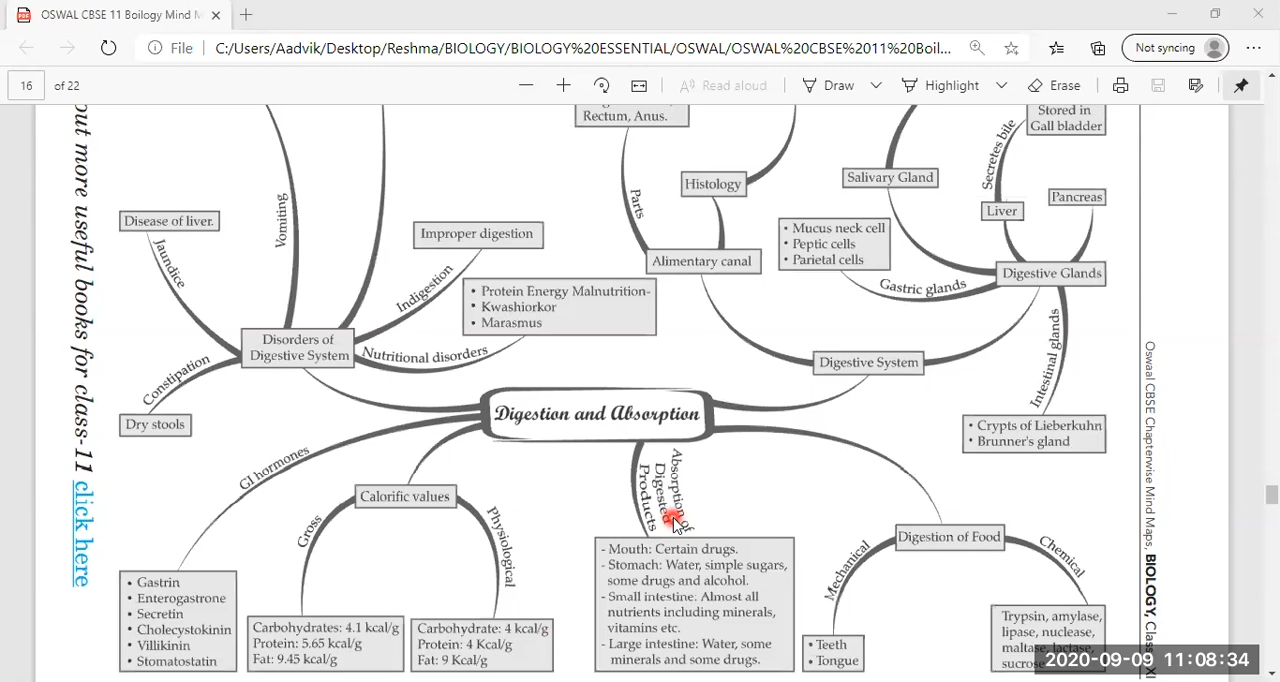 OSWAL CBSE 11 Boilogy Mind M
File
C:/Users/Aadvik/Desktop/Reshma/BIOLOGY/BIOLOGY%20ESSENTIAL/OSWAL/OSWAL%20CBSE%2011%20Boil...
Not syncing
16 of 22
Read aloud
Draw
Highlight
Erase
out more useful books for class-11 click here
Rectum, Anus.
Stored in
Gall bladder
Secretes bile
Histology
Salivary Gland
Pancreas
Liver
Parts
Vomiting
Disease of liver.
Jaundice
Improper digestion
Indigestion
• Mucus neck cell
• Peptic cells
• Parietal cells
Alimentary canal
Gastric glands
Digestive Glands
• Protein Energy Malnutrition-
• Kwashiorkor
• Marasmus
Disorders of
Digestive System
Nutritional disorders
Digestive System
Intestinal glands
Constipation
Dry stools
Digestion and Absorption
• Crypts of Lieberkuhn
• Brunner's gland
GI hormones
Calorific values
Gross
Physiological
Absorption of
Digested
Products
Digestion of Food
Mechanical
Chemical
• Gastrin
• Enterogastrone
• Secretin
• Cholecystokinin
• Villikinin
• Stomatostatin
Carbohydrates: 4.1 kcal/g
Protein: 5.65 kcal/g
Fat: 9.45 kcal/g
Carbohydrate: 4 kcal/g
Protein: 4 Kcal/g
Fat: 9 Kcal/g
- Mouth: Certain drugs.
- Stomach: Water, simple sugars,
some drugs and alcohol.
- Small intestine: Almost all
nutrients including minerals,
vitamins etc.
- Large intestine: Water, some
minerals and some drugs.
• Teeth
• Tongue
Trypsin, amylase,
lipase, nuclease,
maltase, lactase,
sucrose
Oswaal CBSE Chapterwise Mind Maps, BIOLOGY, Class XI
2020-09-09 11:08:34